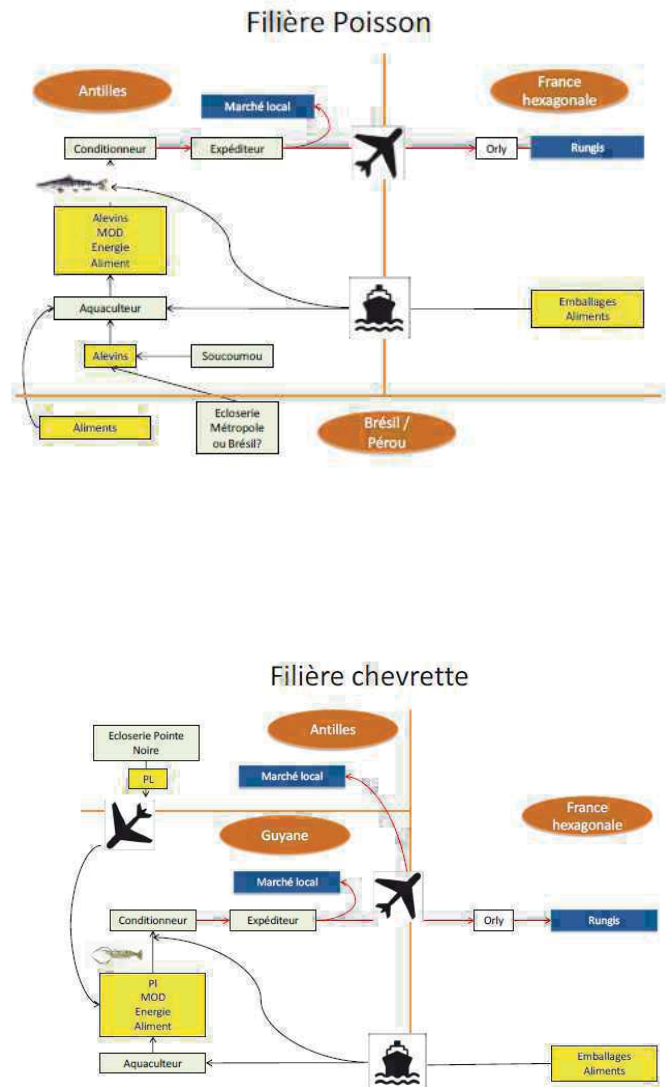 Filière Poisson
Antilles
France
hexagonale
Marché local
Conditionneur
Expéditeur
Orly
Rungis
Alevins
MOD
Energie
Aliment
Aquaculteur
Emballages
Aliments
Alevins
Soucoumou
Aliments
Ecloserie
Métropole
ou Brésil?
Brésil /
Pérou
Filière chevrette
Antilles
Ecloserie Pointe
Noire
PL
Marché local
France
hexagonale
Guyane
Marché local
Conditionneur
Expéditeur
Orly
Rungis
Pl
MOD
Energie
Aliment
Aquaculteur
Emballages
Aliments